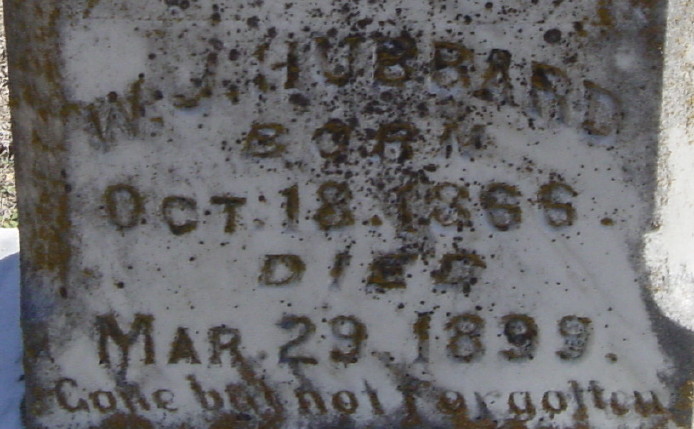 W. J. HUBBARD
BORN
OCT. 18. 1866.
DIED
MAR. 29. 1899.
Gone but not forgotten